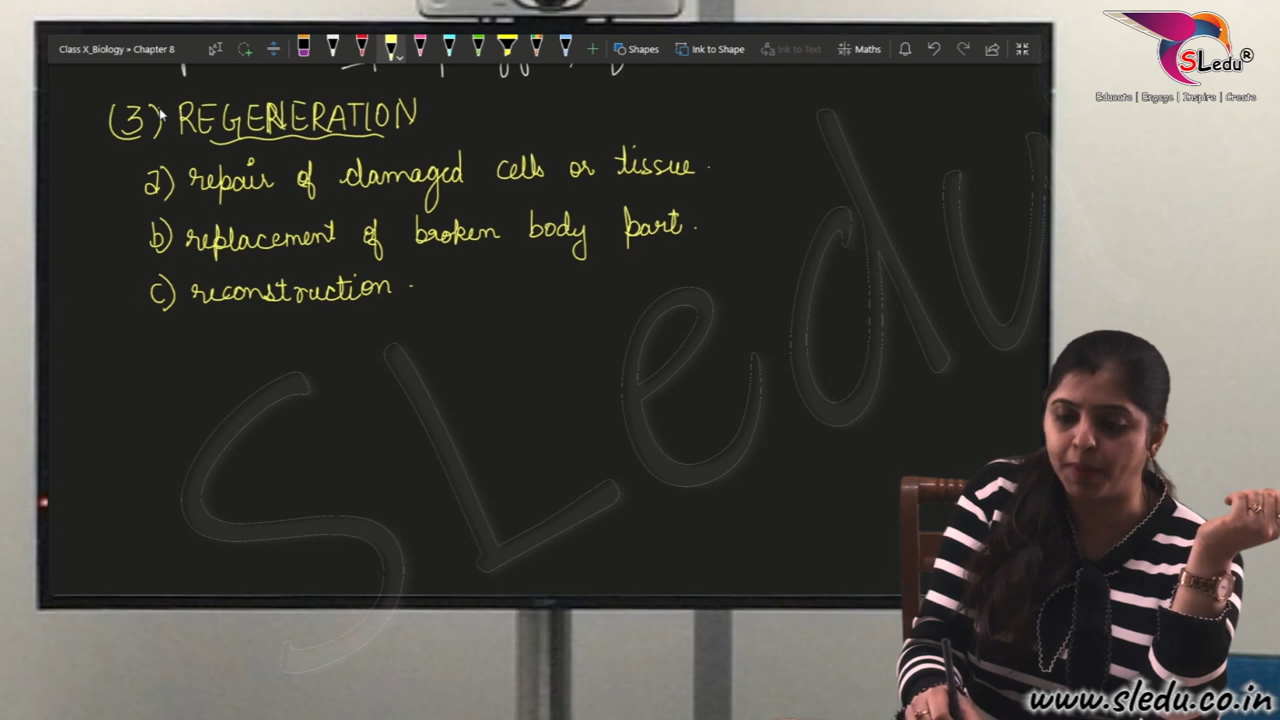 Class X_Biology » Chapter 8
Shapes
Ink to Shape
Ink to Text
Maths
SLedu®
Educate | Engage | Inspire | Create
(3) REGENERATION
a) repair of damaged cells or tissue.
b) replacement of broken body part.
c) reconstruction.
SLedu
www.sledu.co.in